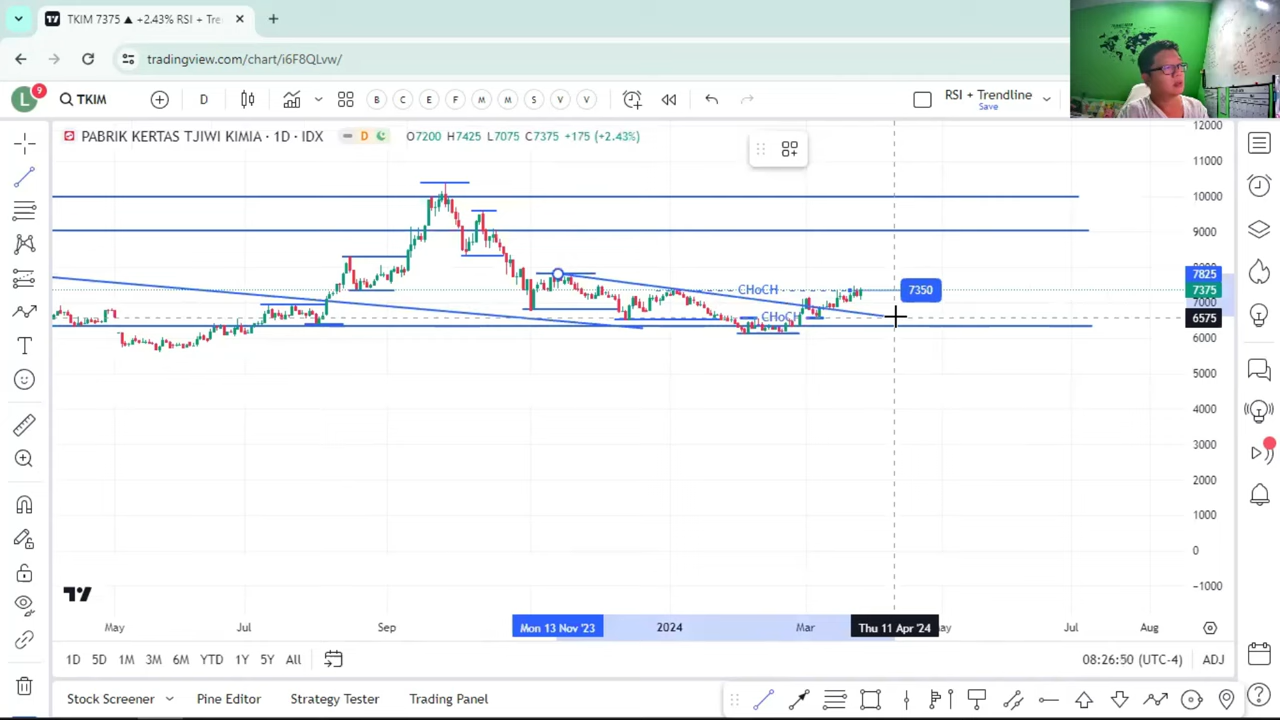 TKIM 7375 ▲ +2.43% RSI + Tre
tradingview.com/chart/i6F8QLvw/
L
9
TKIM
D
B
C
E
F
M
M
S
V
V
RSI + Trendline
Save
PABRIK KERTAS TJIWI KIMIA · 1D · IDX
D
O7200 H7425 L7075 C7375 +175 (+2.43%)
12000
11000
10000
9000
8000
7825
7375
7000
6575
6000
5000
4000
3000
2000
1000
0
−1000
CHoCH
7350
CHoCH
May
Jul
Sep
Mon 13 Nov '23
2024
Mar
Thu 11 Apr '24
ay
Jul
Aug
1D
5D
1M
3M
6M
YTD
1Y
5Y
All
08:26:50 (UTC-4)
ADJ
Stock Screener
Pine Editor
Strategy Tester
Trading Panel